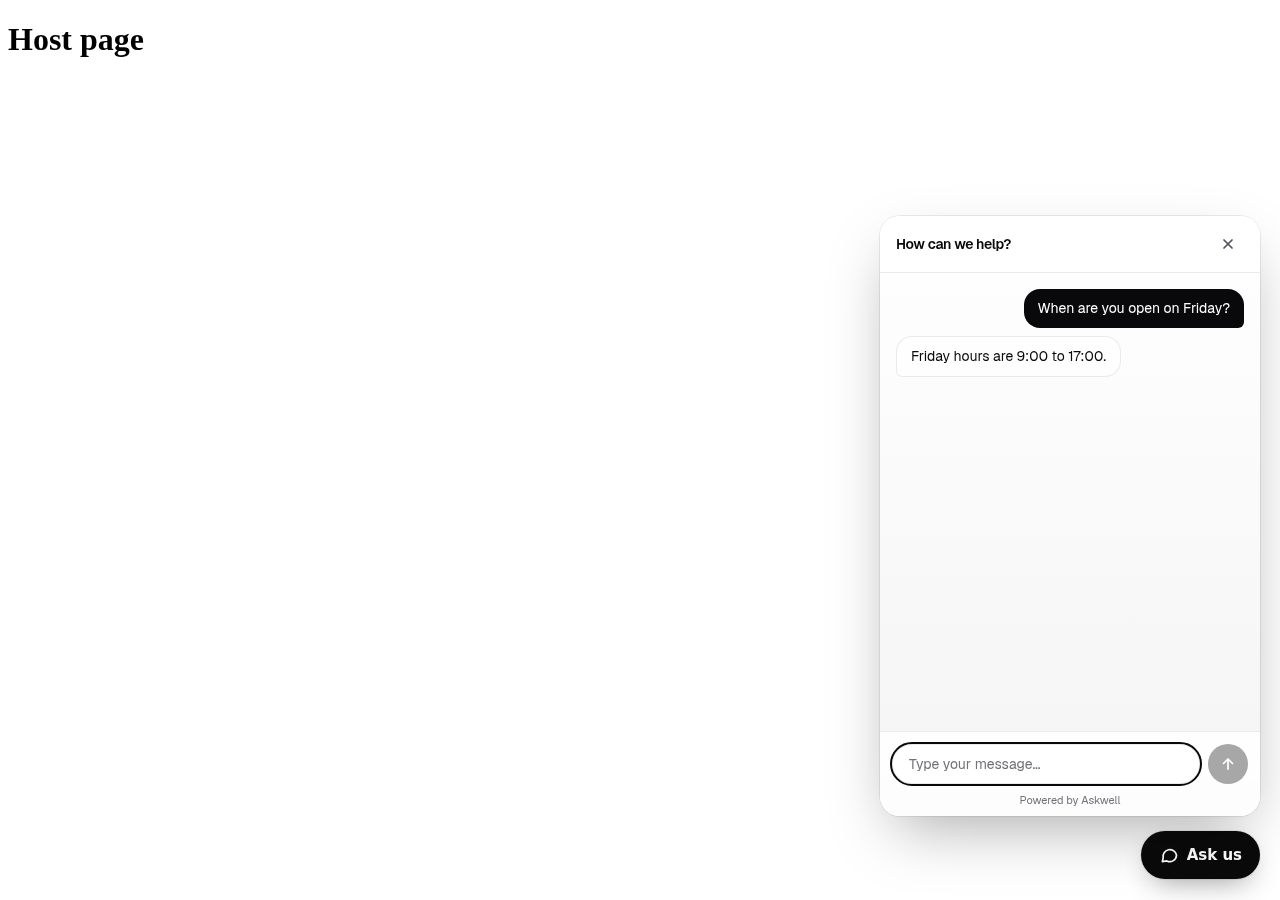 Host page
How can we help?
When are you open on Friday?
Friday hours are 9:00 to 17:00.
Type your message…
Powered by Askwell
Ask us